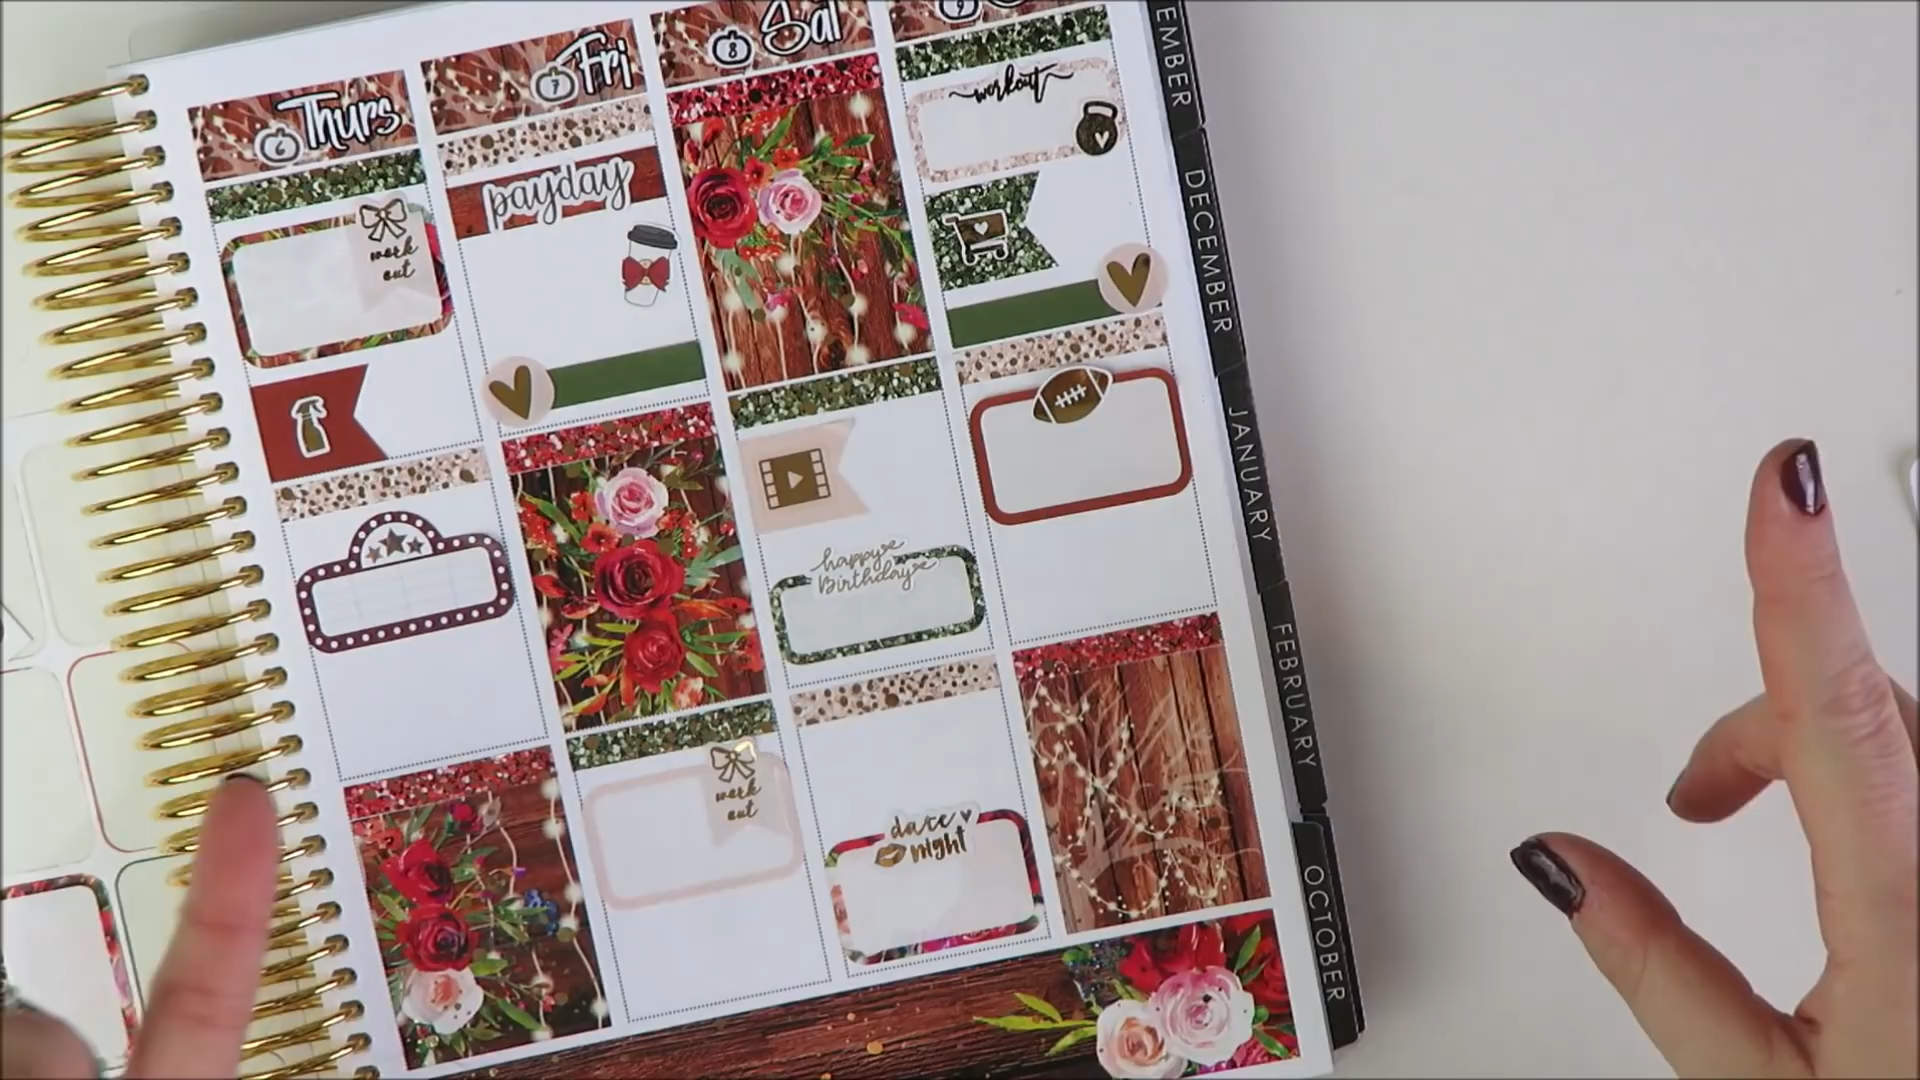 Thurs
6
Fri
7
Sat
8
9
work
out
payday
workout
happy
Birthday
work
out
date
night
EMBER
DECEMBER
JANUARY
FEBRUARY
OCTOBER